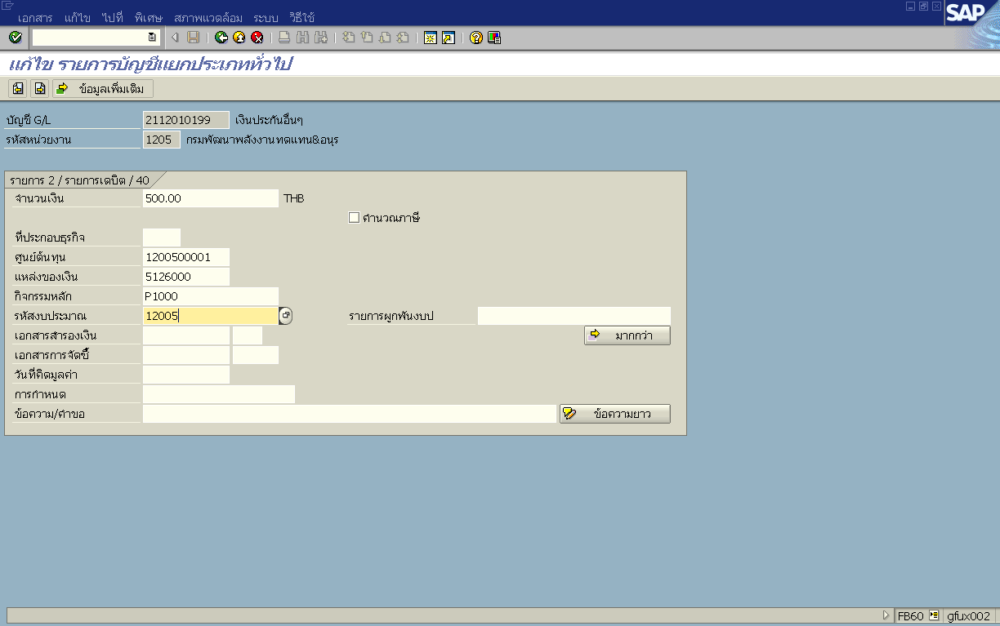 เอกสาร แก้ไข ไปที่ พิเศษ สภาพแวดล้อม ระบบ วิธีใช้
SAP
แก้ไข รายการบัญชีแยกประเภททั่วไป
ข้อมูลเพิ่มเติม
บัญชี G/L 2112010199 เงินประกันอื่นๆ
รหัสหน่วยงาน 1205 กรมพัฒนาพลังงานทดแทน&อนุร
รายการ 2 / รายการเดบิต / 40
จำนวนเงิน 500.00 THB
คำนวณภาษี
ที่ประกอบธุรกิจ
ศูนย์ต้นทุน 1200500001
แหล่งของเงิน 5126000
กิจกรรมหลัก P1000
รหัสงบประมาณ 12005 รายการผูกพันงบป
เอกสารสำรองเงิน มากกว่า
เอกสารการจัดซื้
วันที่คิดมูลค่า
การกำหนด
ข้อความ/คำขอ ข้อความยาว
FB60 gfux002